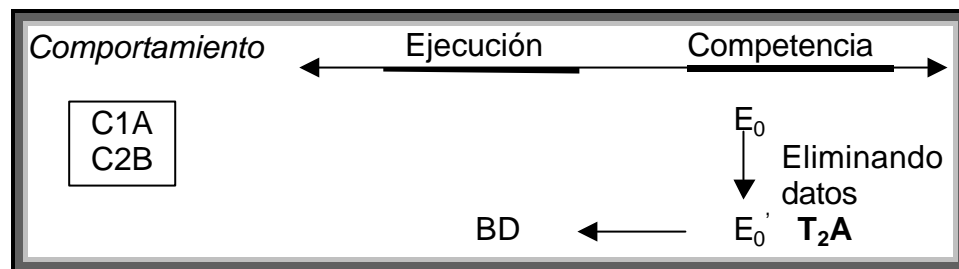 Comportamiento Ejecución Competencia
C1A E₀
C2B Eliminando
datos
BD E₀’ T₂A